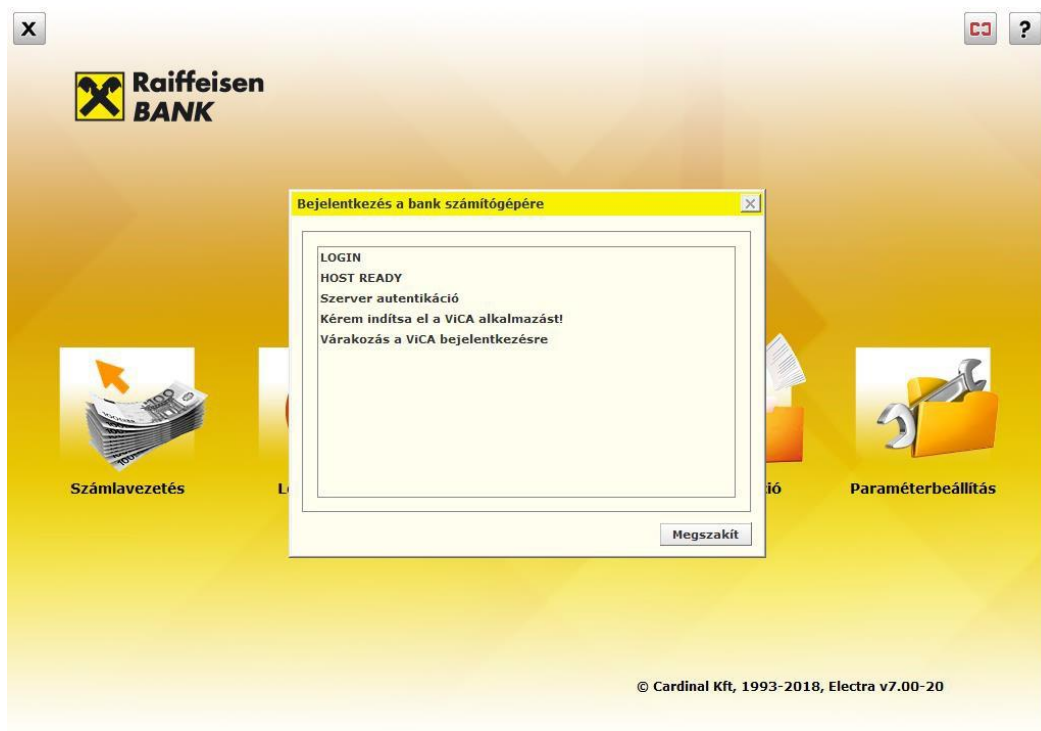 X
?
Raiffeisen
BANK
Bejelentkezés a bank számítógépére
LOGIN
HOST READY
Szerver autentikáció
Kérem indítsa el a ViCA alkalmazást!
Várakozás a ViCA bejelentkezésre
Megszakít
Számlavezetés
Paraméterbeállítás
© Cardinal Kft, 1993-2018, Electra v7.00-20